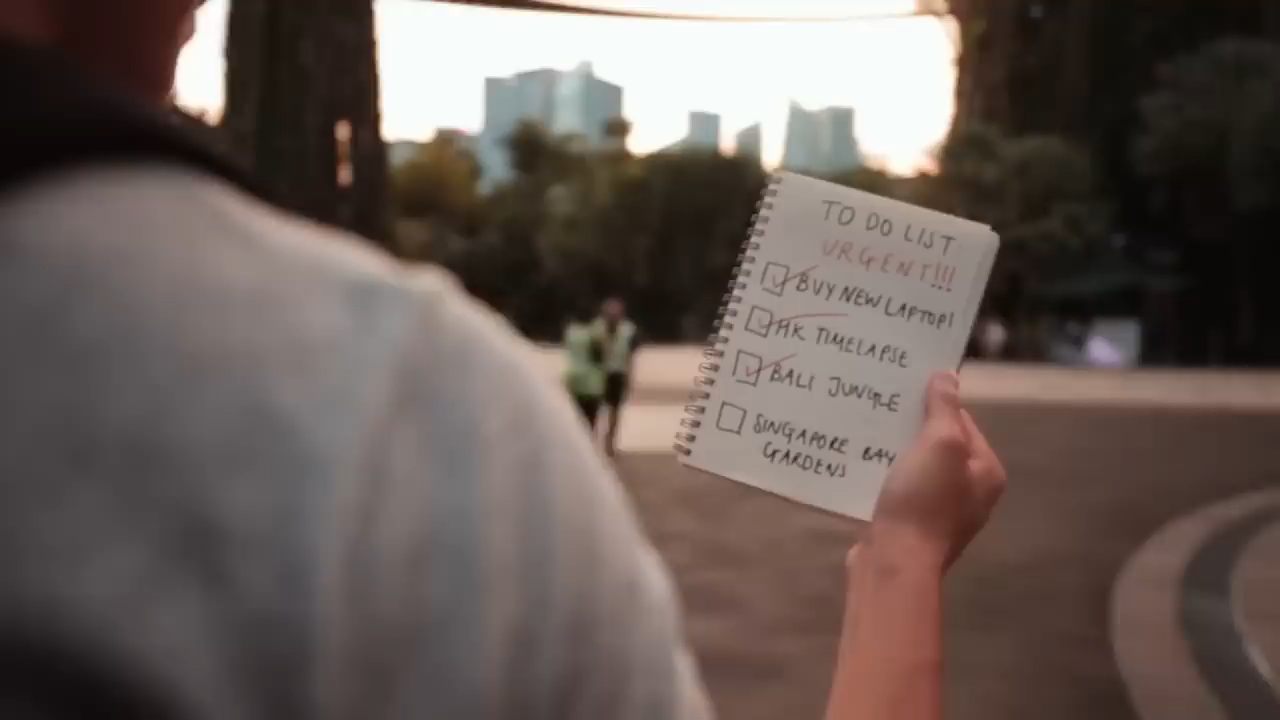 TO DO LIST
URGENT!!!
BUY NEW LAPTOP!
HK TIMELAPSE
BALI JUNGLE
SINGAPORE BAY
GARDENS